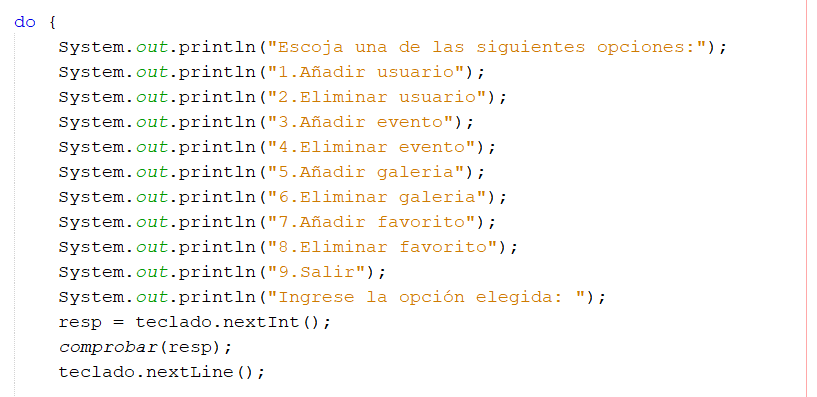 do {
    System.out.println("Escoja una de las siguientes opciones:");
    System.out.println("1.Añadir usuario");
    System.out.println("2.Eliminar usuario");
    System.out.println("3.Añadir evento");
    System.out.println("4.Eliminar evento");
    System.out.println("5.Añadir galeria");
    System.out.println("6.Eliminar galeria");
    System.out.println("7.Añadir favorito");
    System.out.println("8.Eliminar favorito");
    System.out.println("9.Salir");
    System.out.println("Ingrese la opción elegida: ");
    resp = teclado.nextInt();
    comprobar(resp);
    teclado.nextLine();